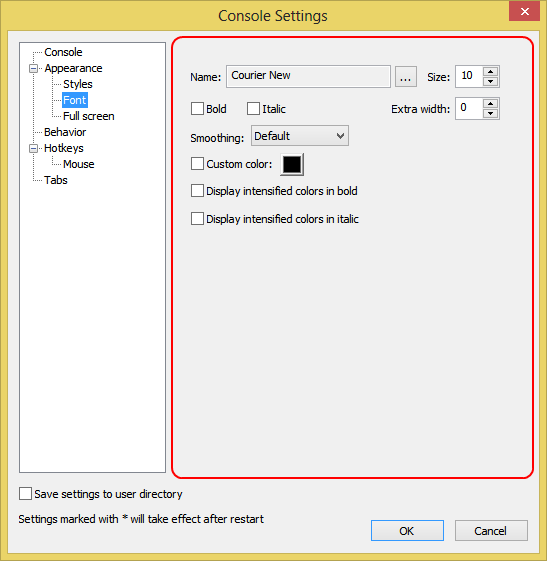 Console Settings
Console
Appearance
Styles
Font
Full screen
Behavior
Hotkeys
Mouse
Tabs
Name: Courier New ... Size: 10
Bold Italic Extra width: 0
Smoothing: Default
Custom color:
Display intensified colors in bold
Display intensified colors in italic
Save settings to user directory
Settings marked with * will take effect after restart
OK Cancel